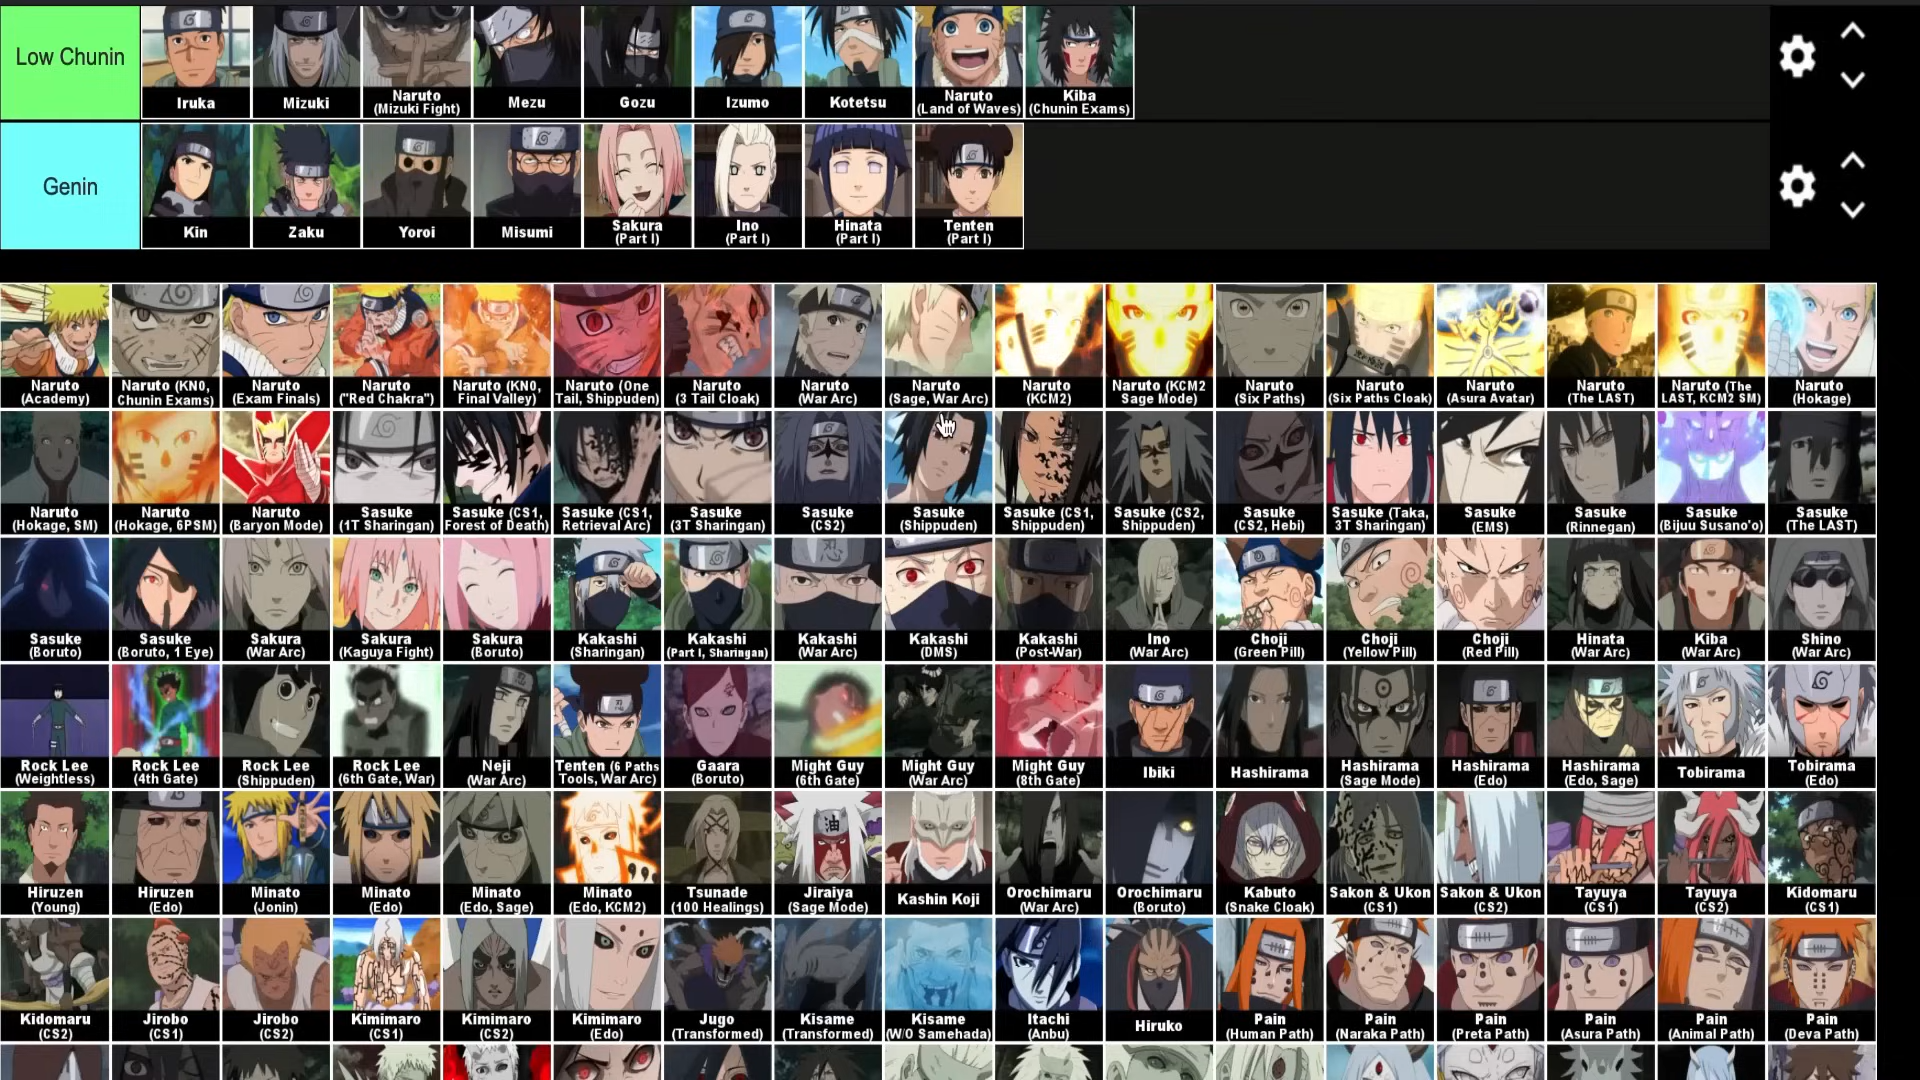 Low Chunin
Iruka
Mizuki
Naruto
(Mizuki Fight)
Mezu
Gozu
Izumo
Kotetsu
Naruto
(Land of Waves)
Kiba
(Chunin Exams)
Genin
Kin
Zaku
Yoroi
Misumi
Sakura
(Part I)
Ino
(Part I)
Hinata
(Part I)
Tenten
(Part I)
Naruto
(Academy)
Naruto (KN0,
Chunin Exams)
Naruto
(Exam Finals)
Naruto
("Red Chakra")
Naruto (KN0,
Final Valley)
Naruto (One
Tail, Shippuden)
Naruto
(3 Tail Cloak)
Naruto
(War Arc)
Naruto
(Sage, War Arc)
Naruto
(KCM2)
Naruto (KCM2
Sage Mode)
Naruto
(Six Paths)
Naruto
(Six Paths Cloak)
Naruto
(Asura Avatar)
Naruto
(The LAST)
Naruto (The
LAST, KCM2 SM)
Naruto
(Hokage)
Naruto
(Hokage, SM)
Naruto
(Hokage, 6PSM)
Naruto
(Baryon Mode)
Sasuke
(1T Sharingan)
Sasuke (CS1,
Forest of Death)
Sasuke (CS1,
Retrieval Arc)
Sasuke
(3T Sharingan)
Sasuke
(CS2)
Sasuke
(Shippuden)
Sasuke (CS1,
Shippuden)
Sasuke (CS2,
Shippuden)
Sasuke
(CS2, Hebi)
Sasuke (Taka,
3T Sharingan)
Sasuke
(EMS)
Sasuke
(Rinnegan)
Sasuke
(Bijuu Susano'o)
Sasuke
(The LAST)
Sasuke
(Boruto)
Sasuke
(Boruto, 1 Eye)
Sakura
(War Arc)
Sakura
(Kaguya Fight)
Sakura
(Boruto)
Kakashi
(Sharingan)
Kakashi
(Part I, Sharingan)
Kakashi
(War Arc)
Kakashi
(DMS)
Kakashi
(Post-War)
Ino
(War Arc)
Choji
(Green Pill)
Choji
(Yellow Pill)
Choji
(Red Pill)
Hinata
(War Arc)
Kiba
(War Arc)
Shino
(War Arc)
Rock Lee
(Weightless)
Rock Lee
(4th Gate)
Rock Lee
(Shippuden)
Rock Lee
(6th Gate, War)
Neji
(War Arc)
Tenten (6 Paths
Tools, War Arc)
Gaara
(Boruto)
Might Guy
(6th Gate)
Might Guy
(War Arc)
Might Guy
(8th Gate)
Ibiki
Hashirama
Hashirama
(Sage Mode)
Hashirama
(Edo)
Hashirama
(Edo, Sage)
Tobirama
Tobirama
(Edo)
油
Hiruzen
(Young)
Hiruzen
(Edo)
Minato
(Jonin)
Minato
(Edo)
Minato
(Edo, Sage)
Minato
(Edo, KCM2)
Tsunade
(100 Healings)
Jiraiya
(Sage Mode)
Kashin Koji
Orochimaru
(War Arc)
Orochimaru
(Boruto)
Kabuto
(Snake Cloak)
Sakon & Ukon
(CS1)
Sakon & Ukon
(CS2)
Tayuya
(CS1)
Tayuya
(CS2)
Kidomaru
(CS1)
Kidomaru
(CS2)
Jirobo
(CS1)
Jirobo
(CS2)
Kimimaro
(CS1)
Kimimaro
(CS2)
Kimimaro
(Edo)
Jugo
(Transformed)
Kisame
(Transformed)
Kisame
(W/O Samehada)
Itachi
(Anbu)
Hiruko
Pain
(Human Path)
Pain
(Naraka Path)
Pain
(Preta Path)
Pain
(Asura Path)
Pain
(Animal Path)
Pain
(Deva Path)